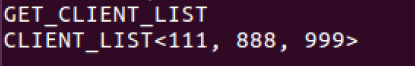 GET_CLIENT_LIST
CLIENT_LIST<111, 888, 999>